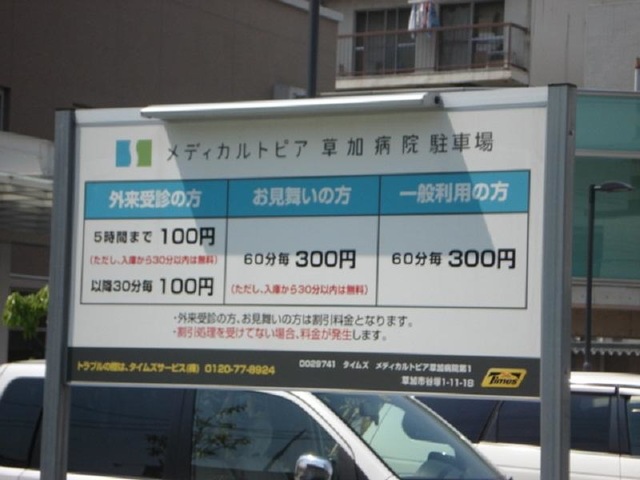 メディカルトピア 草加病院 駐車場
外来受診の方
お見舞いの方
一般利用の方
5時間まで 100円
(ただし、入庫から30分以内は無料)
以降30分毎 100円
60分毎 300円
(ただし、入庫から30分以内は無料)
60分毎 300円
・外来受診の方、お見舞いの方は割引料金となります。
・割引処理を受けてない場合、料金が発生します。
トラブルの際は、タイムズサービス(株) 0120-77-8924
D029741 タイムズ メディカルトピア草加病院第1
草加市谷塚1-11-18
Times